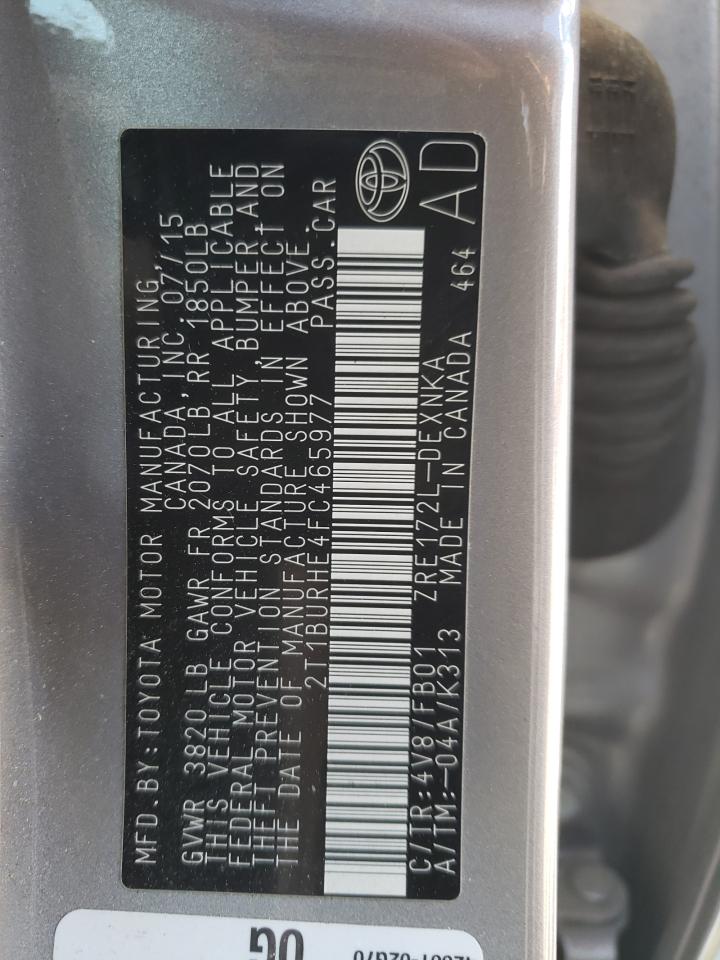 MFD.BY:TOYOTA MOTOR MANUFACTURING,
CANADA, INC. 07/15
GVWR 3820LB GAWR FR 2070LB, RR 1850LB
THIS VEHICLE CONFORMS TO ALL APPLICABLE
FEDERAL MOTOR VEHICLE SAFETY, BUMPER, AND
THEFT PREVENTION STANDARDS IN EFFECT ON
THE DATE OF MANUFACTURE SHOWN ABOVE.
2T1BURHE4FC465977 PASS.CAR
C/TR:4V8/FB01 ZRE172L-DEXNKA AD
A/TM:-04A/K313 MADE IN CANADA 464
0G